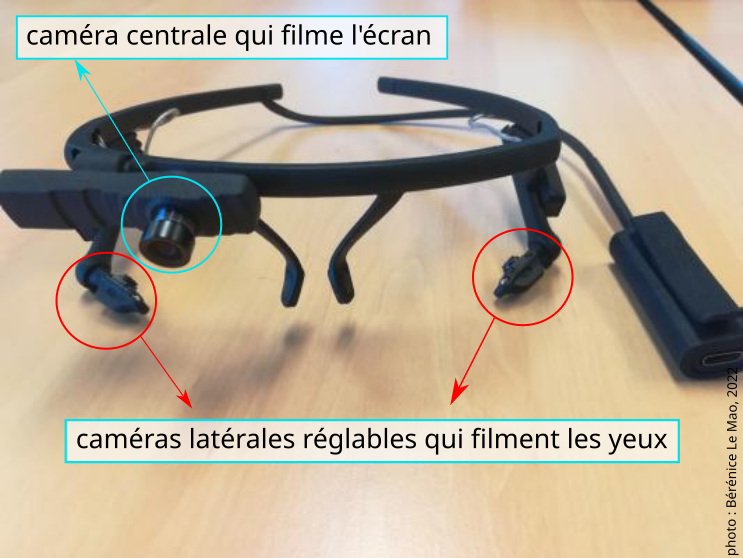 caméra centrale qui filme l'écran
caméras latérales réglables qui filment les yeux
photo : Bérénice Le Mao, 2022